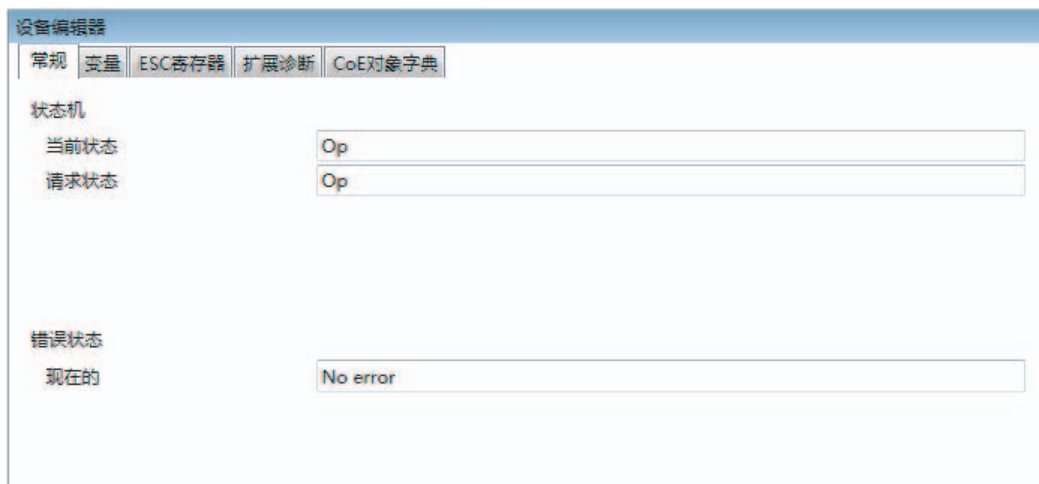 设备编辑器
常规 变量 ESC寄存器 扩展诊断 CoE对象字典
状态机
当前状态 Op
请求状态 Op
错误状态
现在的 No error